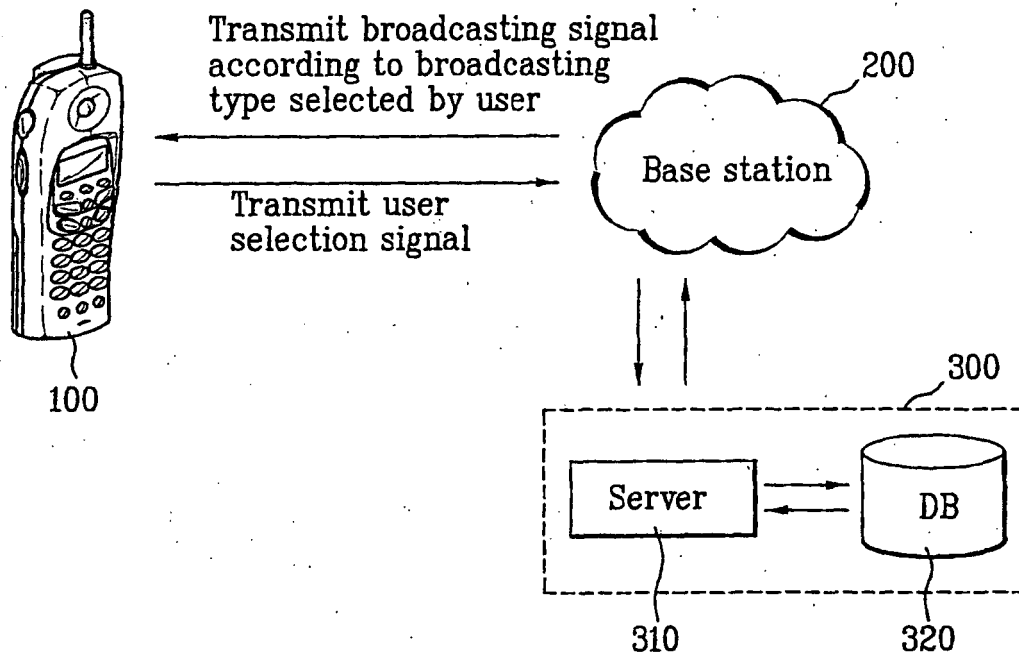 Transmit broadcasting signal
according to broadcasting
type selected by user
200
Base station
Transmit user
selection signal
100
300
Server
DB
310
320